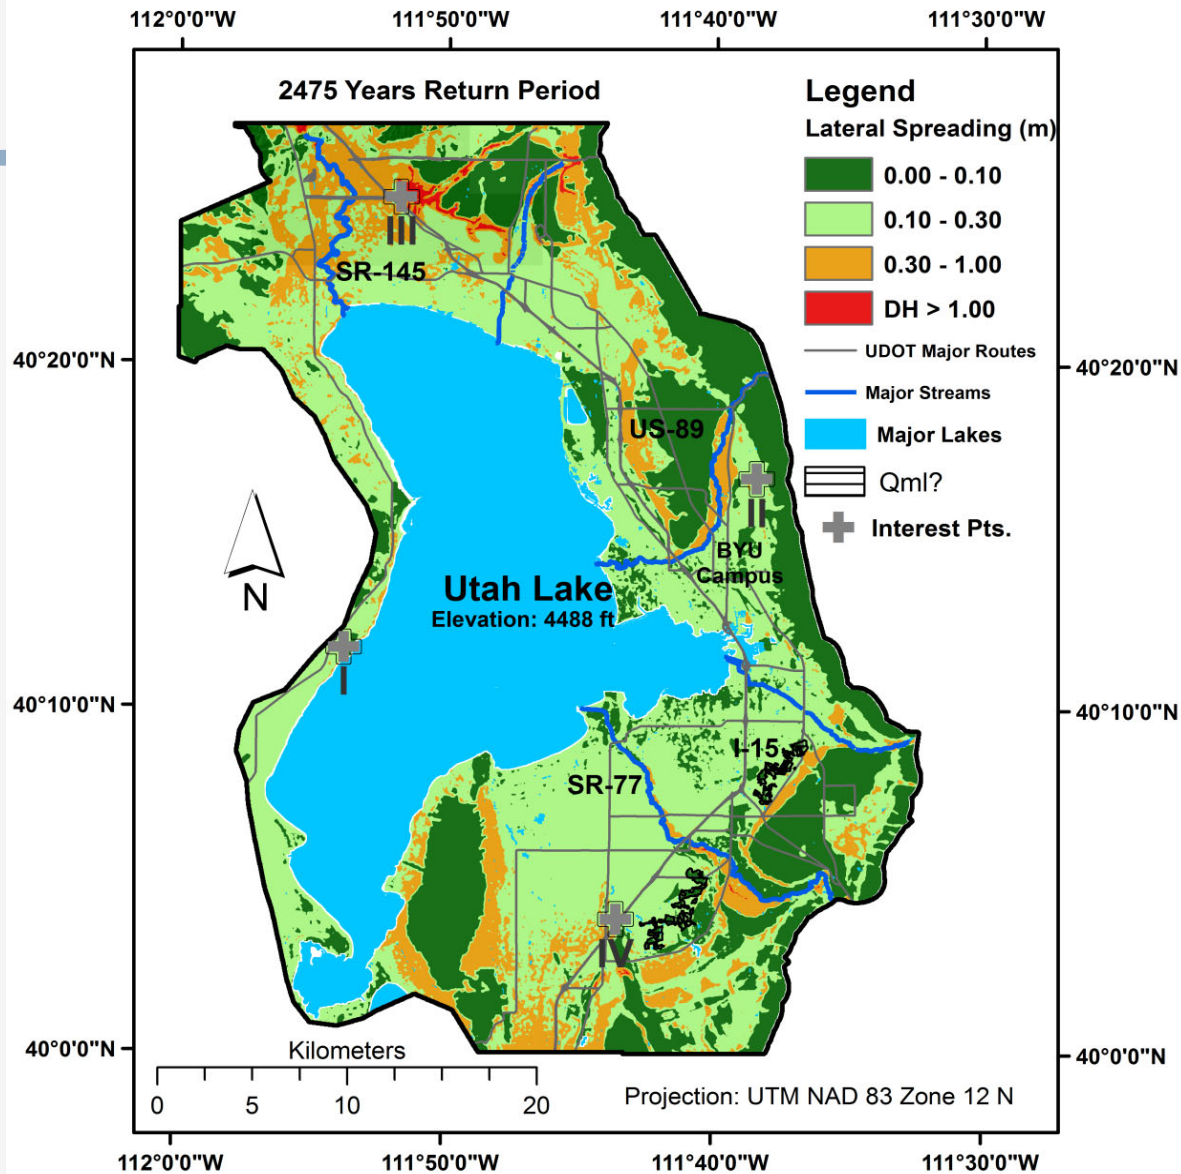 112°0'0"W 111°50'0"W 111°40'0"W 111°30'0"W
2475 Years Return Period
Legend
Lateral Spreading (m)
0.00 - 0.10
0.10 - 0.30
0.30 - 1.00
DH > 1.00
UDOT Major Routes
Major Streams
Major Lakes
Qml?
Interest Pts.
III
SR-145
40°20'0"N 40°20'0"N
US-89
II
BYU
Campus
N
Utah Lake
Elevation: 4488 ft
I
40°10'0"N 40°10'0"N
I-15
SR-77
IV
40°0'0"N 40°0'0"N
Kilometers
0 5 10 20
Projection: UTM NAD 83 Zone 12 N
112°0'0"W 111°50'0"W 111°40'0"W 111°30'0"W